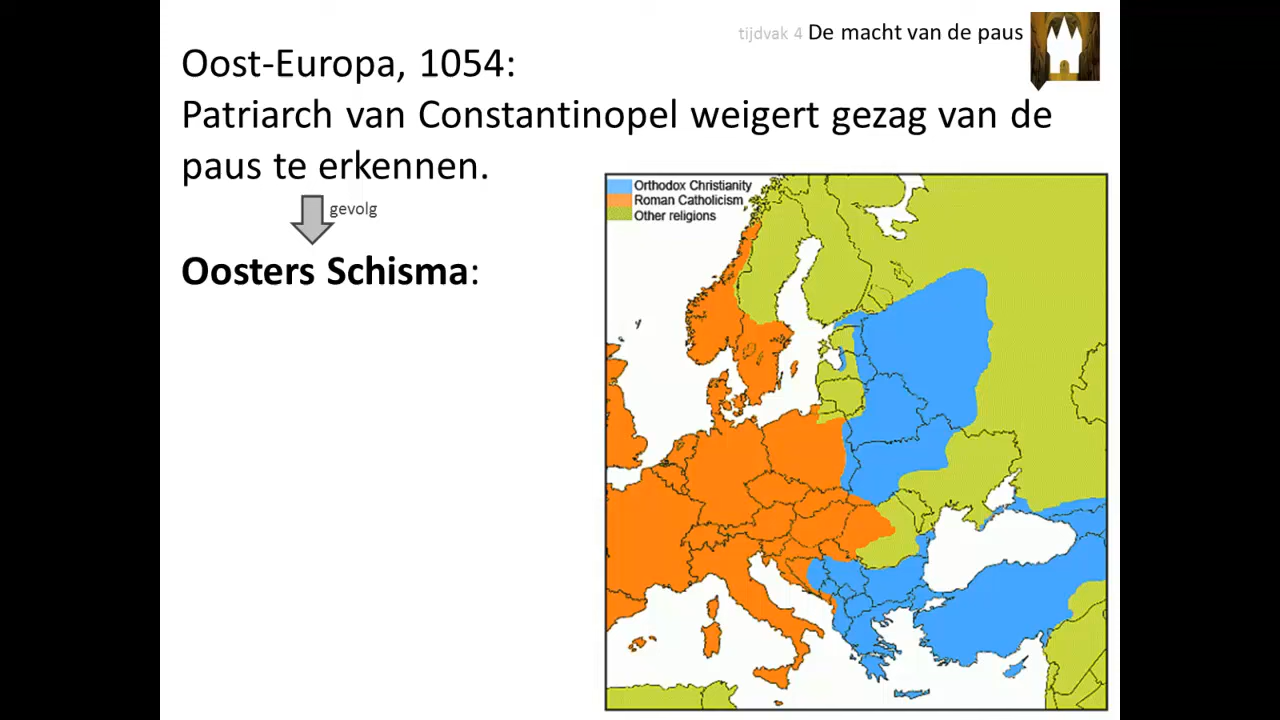 tijdvak 4 De macht van de paus
Oost-Europa, 1054:
Patriarch van Constantinopel weigert gezag van de
paus te erkennen.
gevolg
Oosters Schisma:
Orthodox Christianity
Roman Catholicism
Other religions